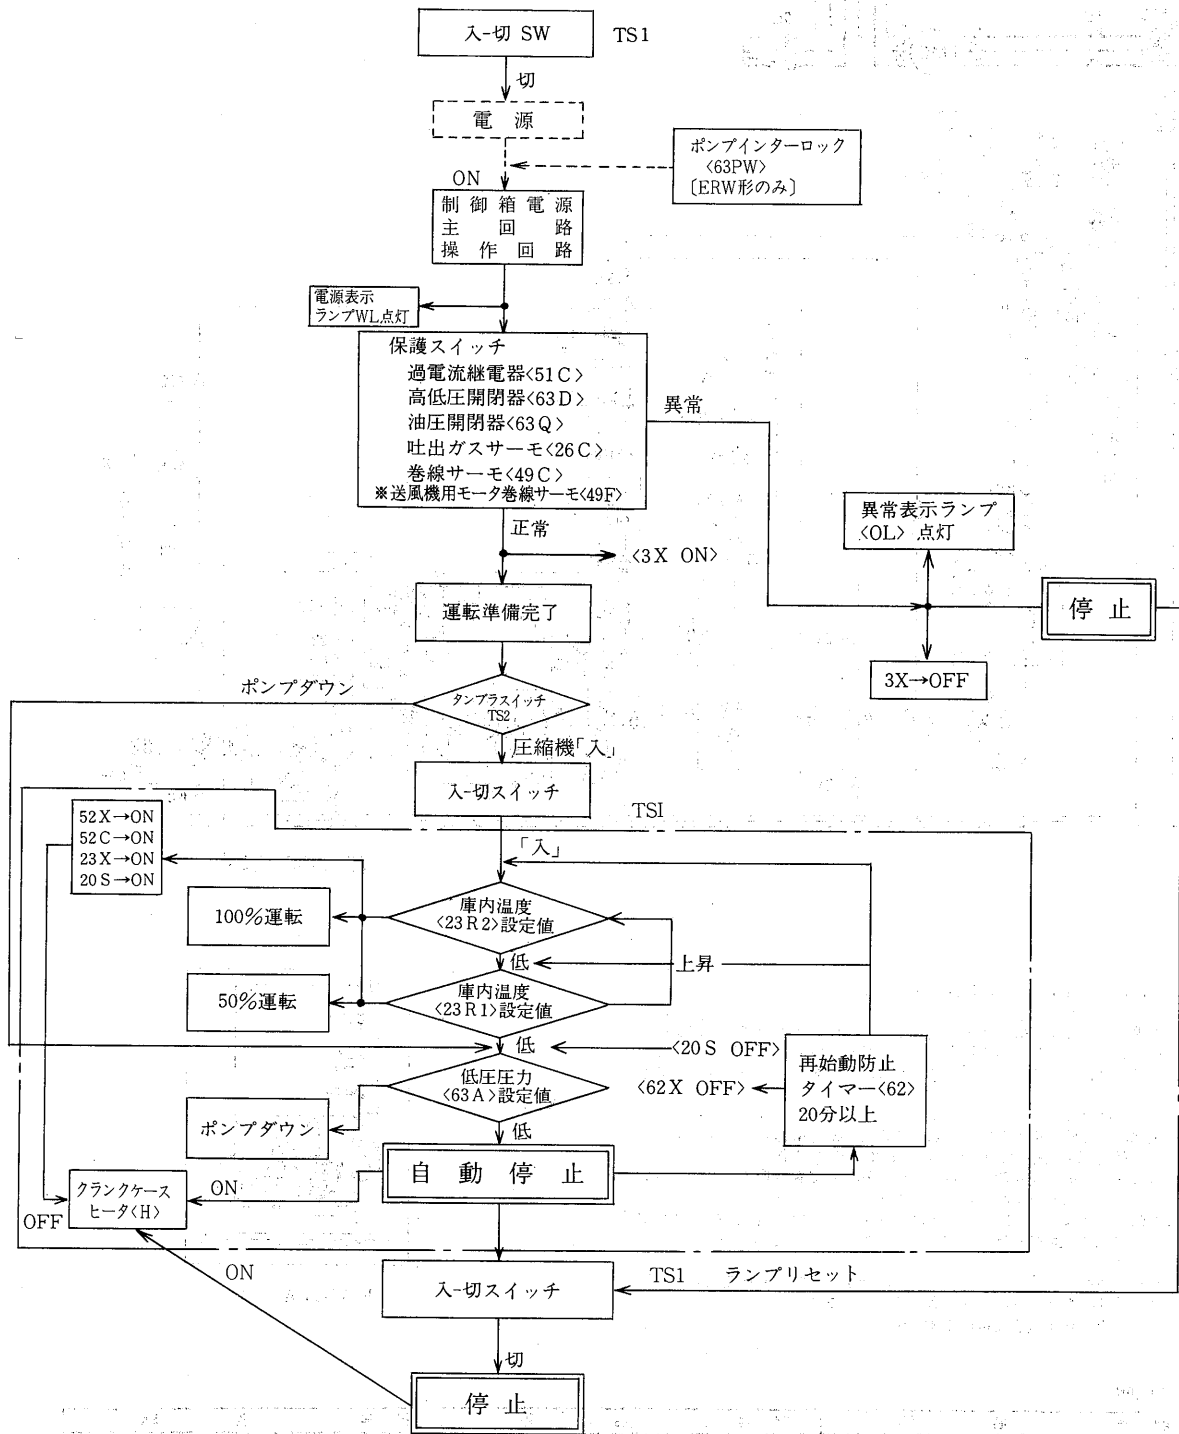 入-切 SW
TS1
切
電 源
ポンプインターロック
<63PW>
〔ERW形のみ〕
ON
制御箱電源
主回路
操作回路
電源表示
ランプWL点灯
保護スイッチ
過電流継電器<51C>
高低圧開閉器<63D>
油圧開閉器<63Q>
吐出ガスサーモ<26C>
巻線サーモ<49C>
※送風機用モータ巻線サーモ<49F>
異常
正常
<3X ON>
異常表示ランプ
<OL> 点灯
停止
3X→OFF
運転準備完了
ポンプダウン
タンブラスイッチ
TS2
圧縮機「入」
入-切スイッチ
TSI
52X→ON
52C→ON
23X→ON
20S→ON
「入」
100%運転
庫内温度
<23R2>設定値
低
上昇
50%運転
庫内温度
<23R1>設定値
低
<20S OFF>
再始動防止
タイマー<62>
20分以上
<62X OFF>
低圧圧力
<63A>設定値
ポンプダウン
低
自動停止
クランクケース
ヒータ<H>
ON
OFF
ON
入-切スイッチ
TS1 ランプリセット
切
停止